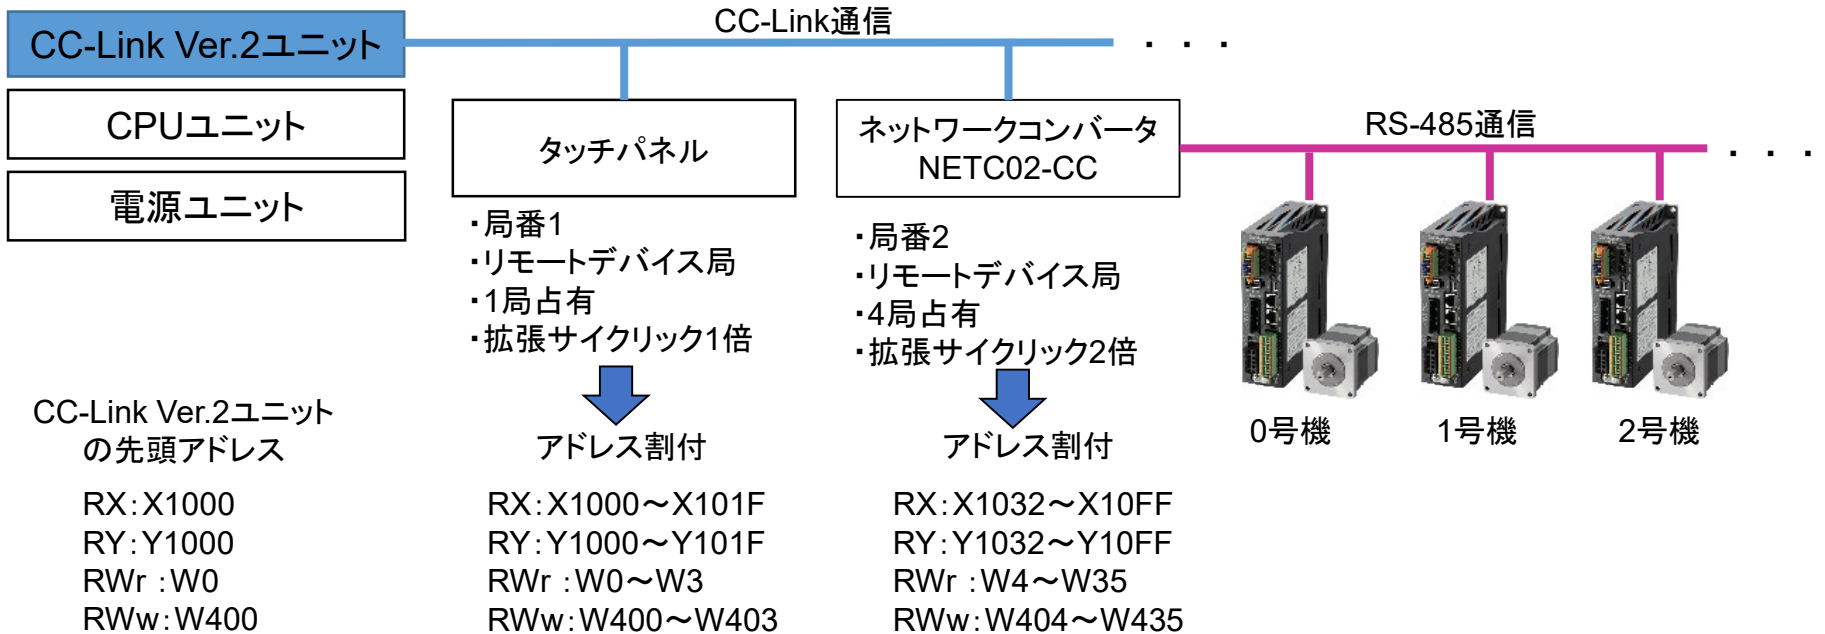 CC-Link Ver.2ユニット
CPUユニット
電源ユニット
CC-Link通信
・・・
タッチパネル
・局番1
・リモートデバイス局
・1局占有
・拡張サイクリック1倍
ネットワークコンバータ
NETC02-CC
・局番2
・リモートデバイス局
・4局占有
・拡張サイクリック2倍
RS-485通信
・・・
0号機
1号機
2号機
CC-Link Ver.2ユニット
の先頭アドレス
RX：X1000
RY：Y1000
RWr：W0
RWw：W400
アドレス割付
RX：X1000～X101F
RY：Y1000～Y101F
RWr：W0～W3
RWw：W400～W403
アドレス割付
RX：X1032～X10FF
RY：Y1032～Y10FF
RWr：W4～W35
RWw：W404～W435